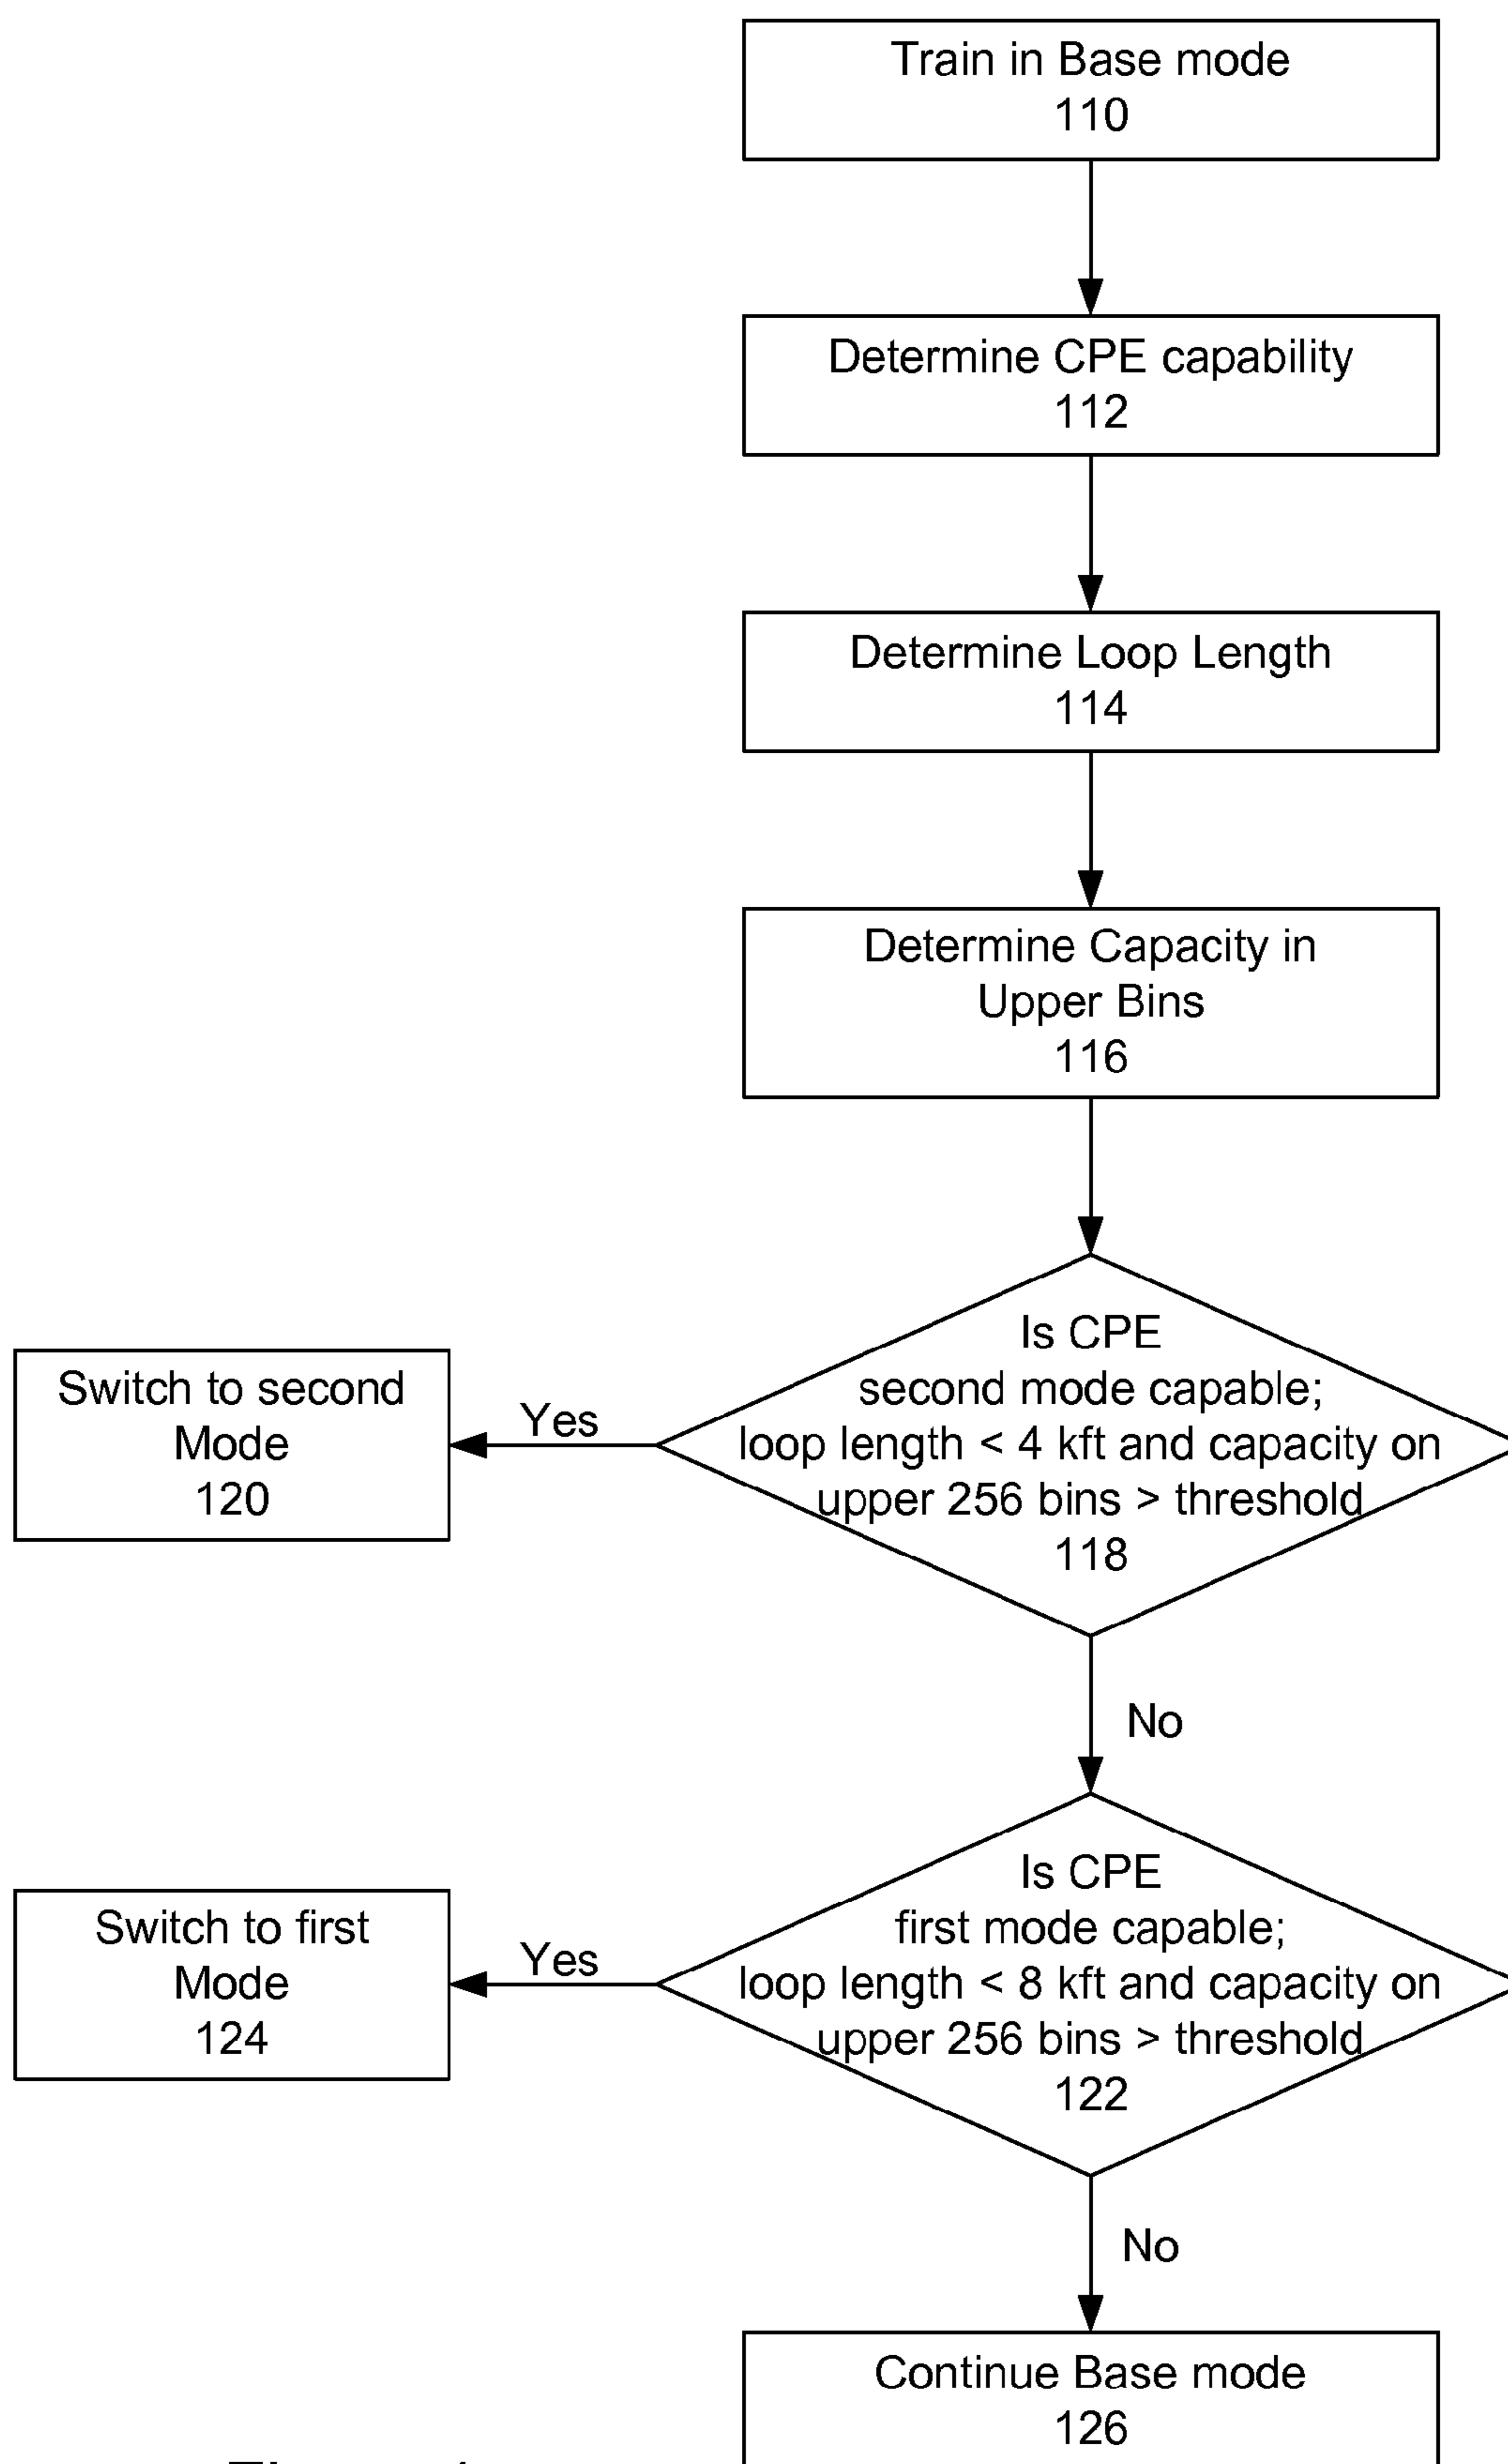 Train in Base mode
110
Determine CPE capability
112
Determine Loop Length
114
Determine Capacity in
Upper Bins
116
Is CPE
second mode capable;
loop length < 4 kft and capacity on
upper 256 bins > threshold
118
Yes
Switch to second
Mode
120
No
Is CPE
first mode capable;
loop length < 8 kft and capacity on
upper 256 bins > threshold
122
Yes
Switch to first
Mode
124
No
Continue Base mode
126